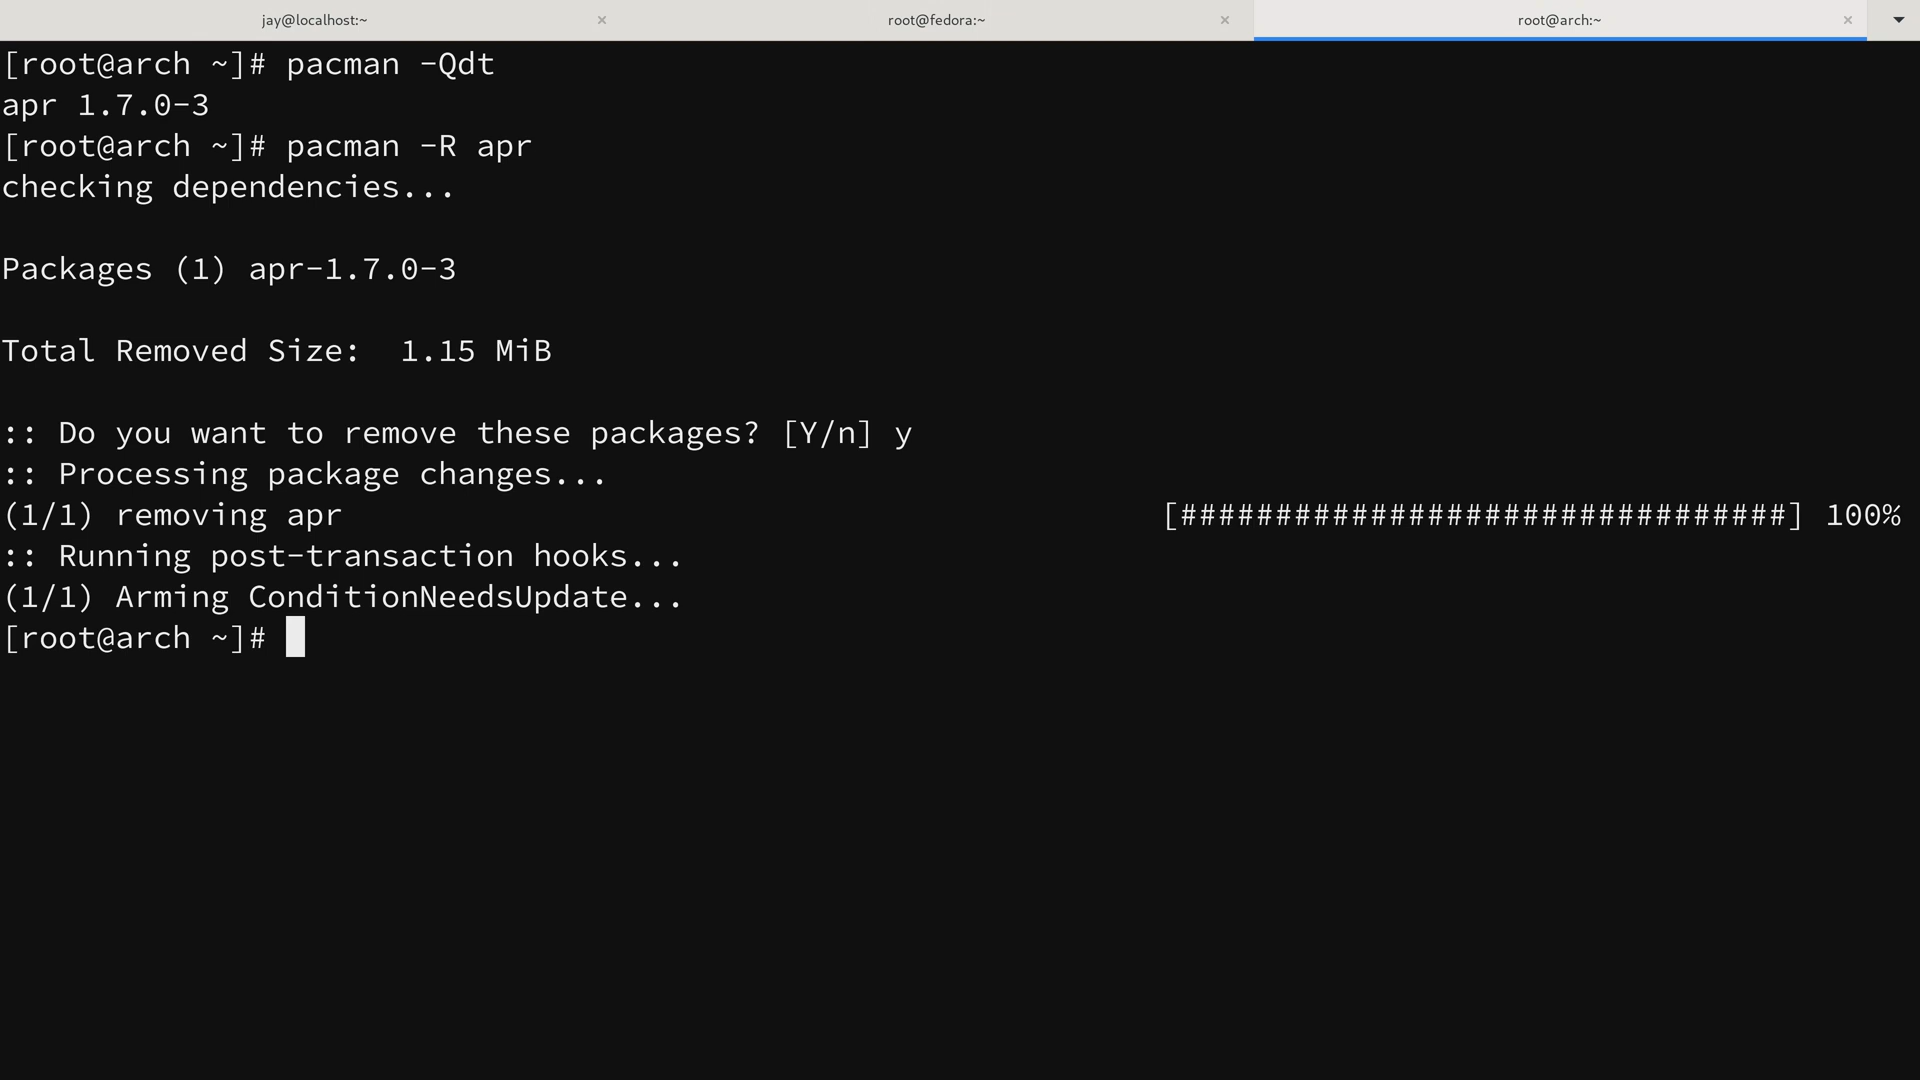 jay@localhost:~ × root@fedora:~ × root@arch:~ ×
[root@arch ~]# pacman -Qdt
apr 1.7.0-3
[root@arch ~]# pacman -R apr
checking dependencies...
Packages (1) apr-1.7.0-3
Total Removed Size:  1.15 MiB
:: Do you want to remove these packages? [Y/n] y
:: Processing package changes...
(1/1) removing apr [################################] 100%
:: Running post-transaction hooks...
(1/1) Arming ConditionNeedsUpdate...
[root@arch ~]#